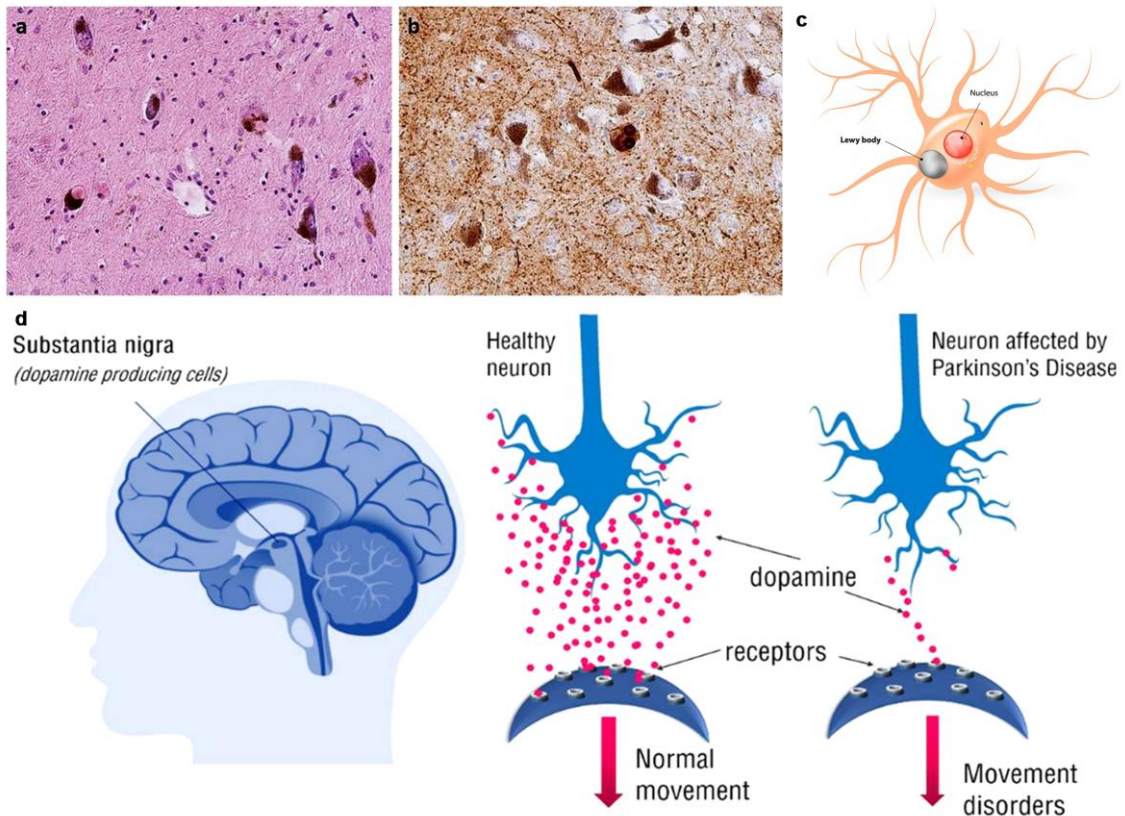 a
b
c
Nucleus
Lewy body
d
Substantia nigra
(dopamine producing cells)
Healthy
neuron
Neuron affected by
Parkinson's Disease
dopamine
receptors
Normal
movement
Movement
disorders